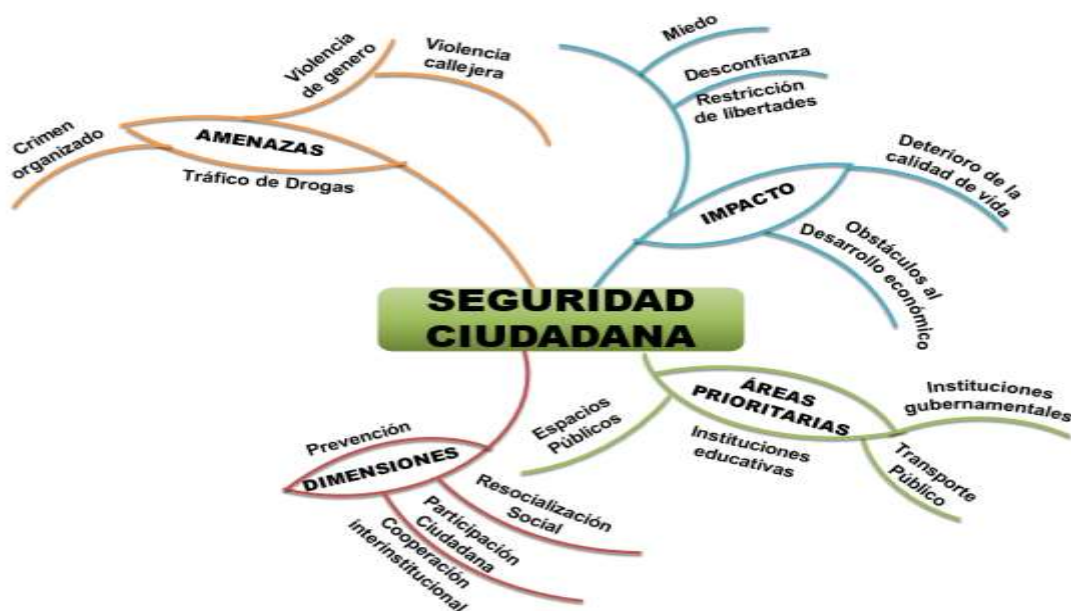 Violencia
de genero
Violencia
callejera
Crimen
organizado
AMENAZAS
Tráfico de Drogas
Miedo
Desconfianza
Restricción
de libertades
IMPACTO
Deterioro de la
calidad de vida
Obstáculos al
Desarrollo económico
SEGURIDAD
CIUDADANA
ÁREAS
PRIORITARIAS
Instituciones
gubernamentales
Espacios
Públicos
Instituciones
educativas
Transporte
Público
Prevención
DIMENSIONES
Resocialización
Social
Participación
Ciudadana
Cooperación
interinstitucional